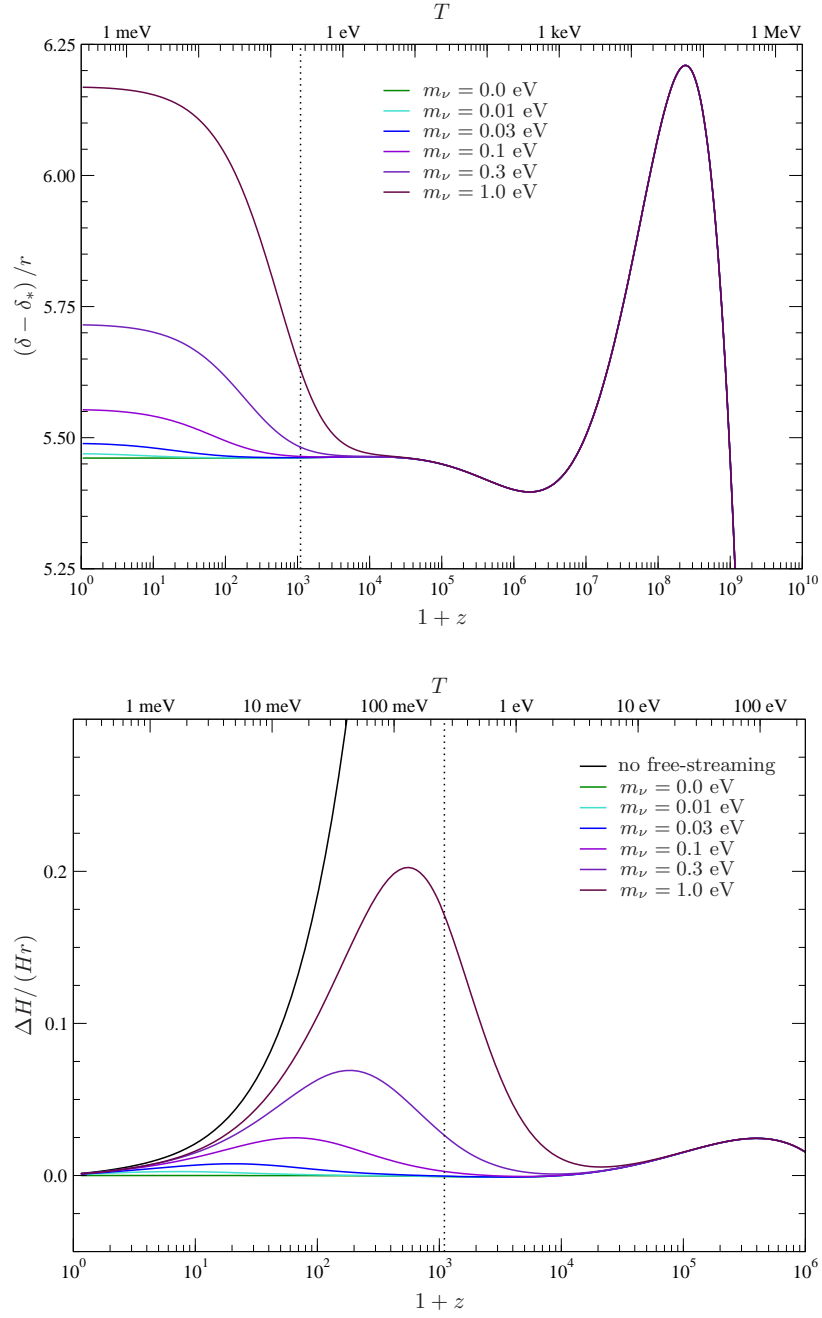 T
1 meV 1 eV 1 keV 1 MeV
6.25
m_ν = 0.0 eV
m_ν = 0.01 eV
m_ν = 0.03 eV
m_ν = 0.1 eV
m_ν = 0.3 eV
m_ν = 1.0 eV
6.00
(δ − δ_*) / r
5.75
5.50
5.25
10^0 10^1 10^2 10^3 10^4 10^5 10^6 10^7 10^8 10^9 10^10
1 + z
T
1 meV 10 meV 100 meV 1 eV 10 eV 100 eV
no free-streaming
m_ν = 0.0 eV
m_ν = 0.01 eV
m_ν = 0.03 eV
m_ν = 0.1 eV
m_ν = 0.3 eV
m_ν = 1.0 eV
0.2
ΔH/(Hr)
0.1
0.0
10^0 10^1 10^2 10^3 10^4 10^5 10^6
1 + z